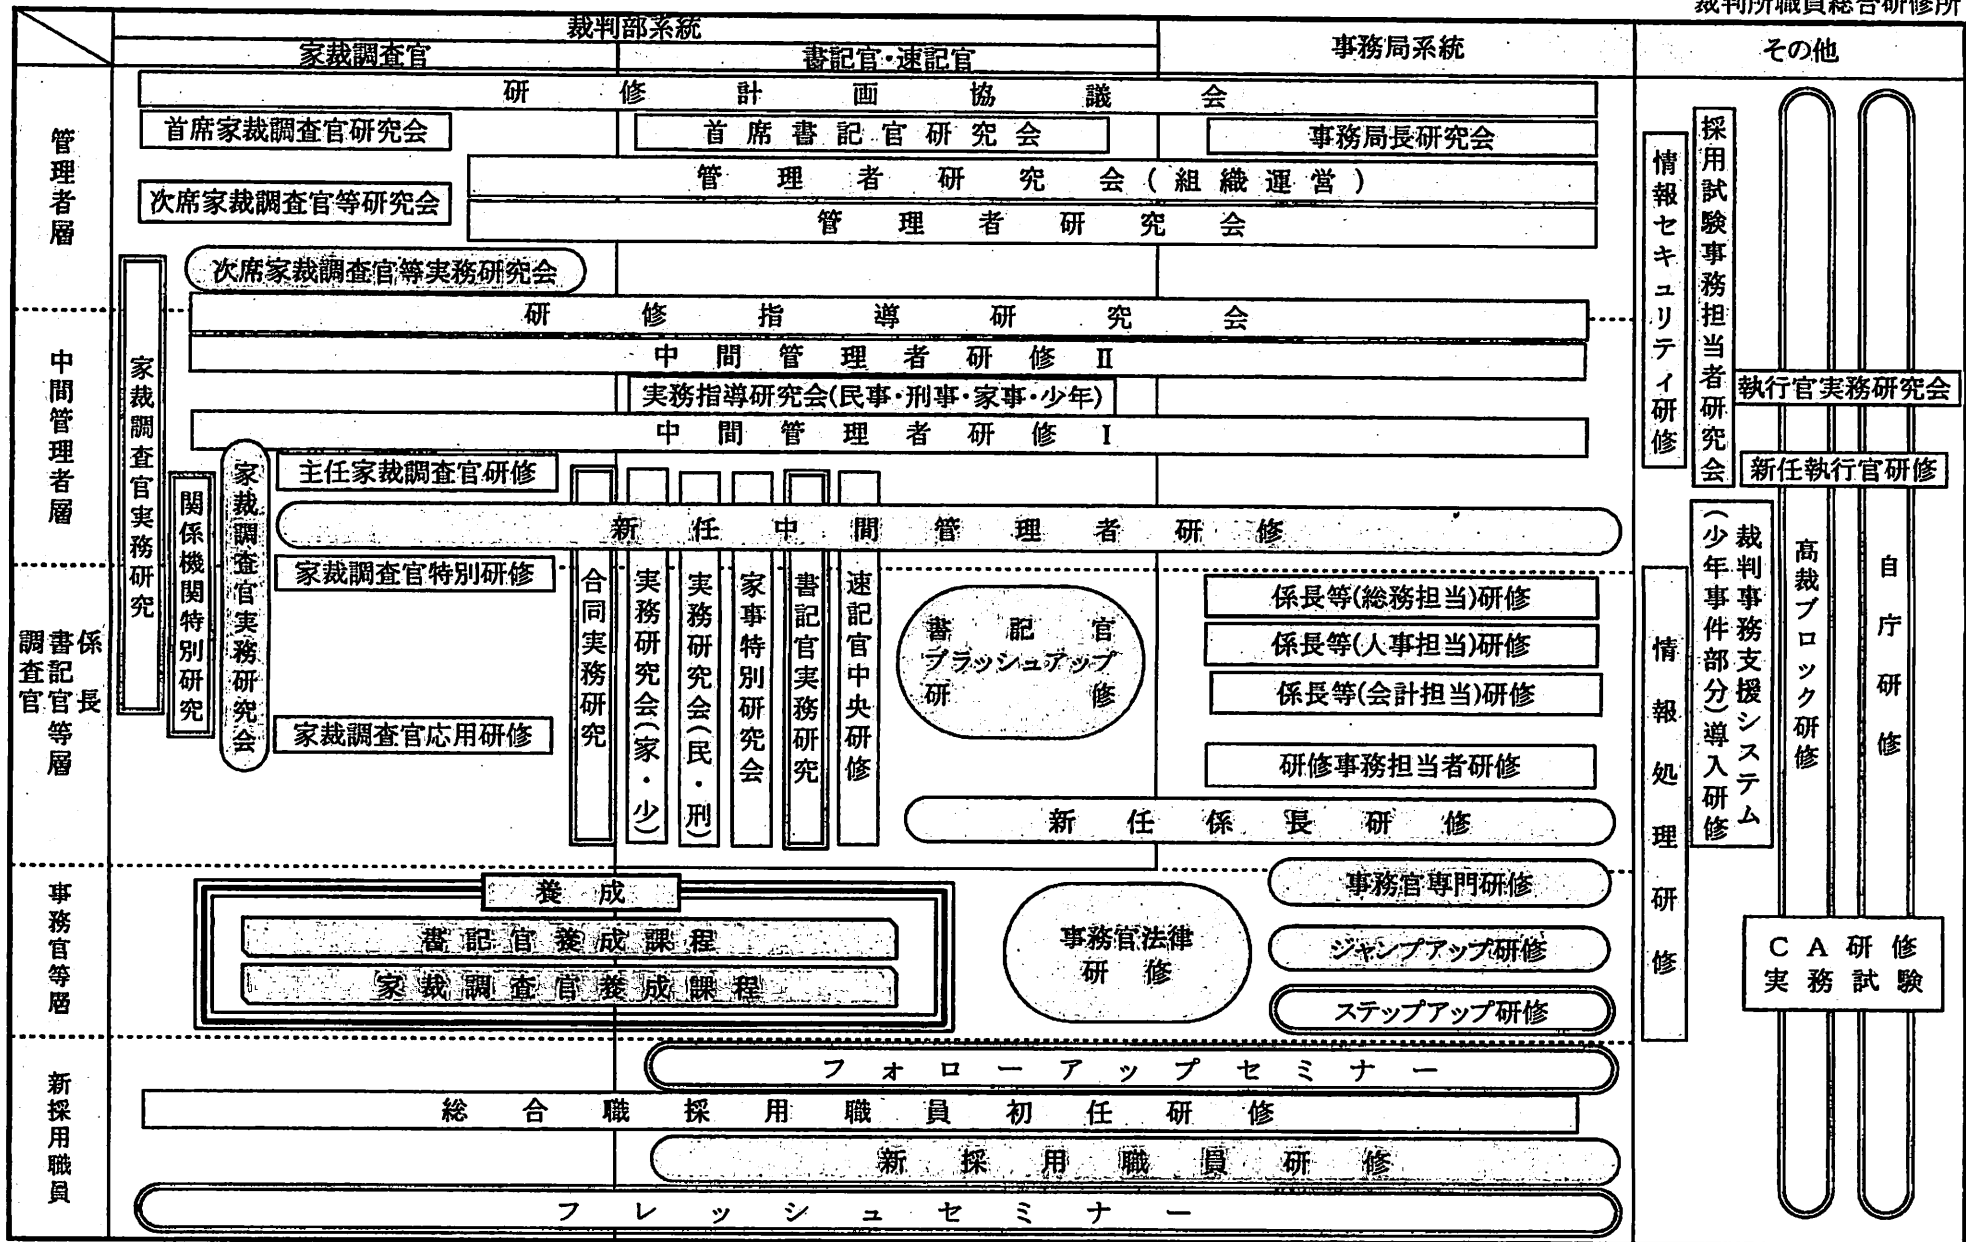 裁判所職員総合研修所
裁判部系統
家裁調査官
書記官・速記官
事務局系統
その他
管理者層
中間管理者層
係長
書記官等層
調査官
事務官等層
新採用職員
研修計画協議会
首席家裁調査官研究会
首席書記官研究会
事務局長研究会
管理者研究会(組織運営)
次席家裁調査官等研究会
管理者研究会
次席家裁調査官等実務研究会
研修指導研究会
中間管理者研修Ⅱ
実務指導研究会(民事・刑事・家事・少年)
中間管理者研修Ⅰ
家裁調査官実務研究
関係機関特別研究
家裁調査官実務研究会
主任家裁調査官研修
新任中間管理者研修
家裁調査官特別研修
家裁調査官応用研修
合同実務研究
実務研究会(家・少)
実務研究会(民・刑)
家事特別研究会
書記官実務研究
速記官中央研修
書記官
ブラッシュアップ
研修
係長等(総務担当)研修
係長等(人事担当)研修
係長等(会計担当)研修
研修事務担当者研修
新任係長研修
養成
書記官養成課程
家裁調査官養成課程
事務官法律
研修
事務官専門研修
ジャンプアップ研修
ステップアップ研修
フォローアップセミナー
総合職採用職員初任研修
新採用職員研修
フレッシュセミナー
情報セキュリティ研修
採用試験事務担当者研究会
執行官実務研究会
新任執行官研修
情報処理研修
裁判事務支援システム
(少年事件部分)導入研修
高裁ブロック研修
自庁研修
CA研修
実務試験